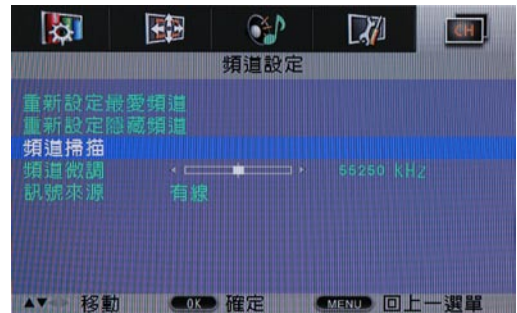 CH
頻道設定
重新設定最愛頻道
重新設定隱藏頻道
頻道掃描
頻道微調 55250 kHz
訊號來源 有線
移動 OK 確定 MENU 回上一選單